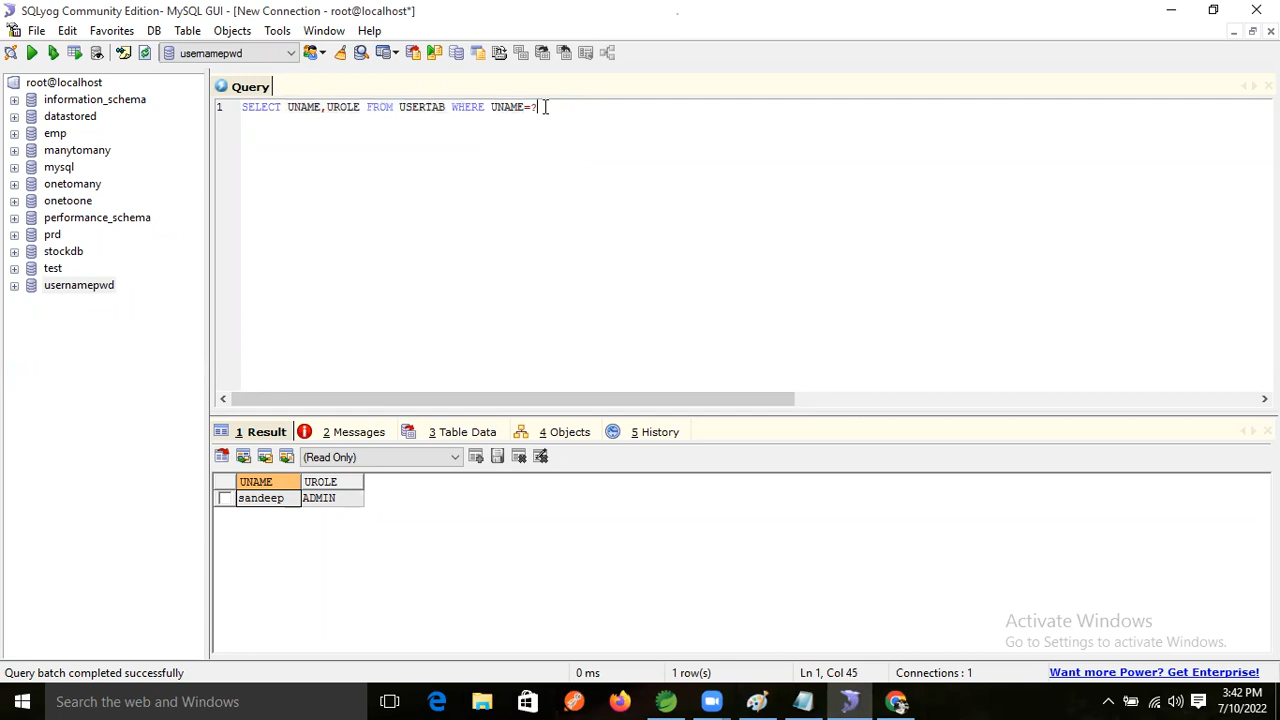 SQLyog Community Edition- MySQL GUI - [New Connection - root@localhost*]
File Edit Favorites DB Table Objects Tools Window Help
usernamepwd
root@localhost
information_schema
datastored
emp
manytomany
mysql
onetomany
onetoone
performance_schema
prd
stockdb
test
usernamepwd
Query
1 SELECT UNAME,UROLE FROM USERTAB WHERE UNAME=?
1 Result 2 Messages 3 Table Data 4 Objects 5 History
(Read Only)
UNAME UROLE
sandeep ADMIN
Activate Windows
Go to Settings to activate Windows.
Query batch completed successfully 0 ms 1 row(s) Ln 1, Col 45 Connections : 1 Want more Power? Get Enterprise!
Search the web and Windows
3:42 PM
7/10/2022